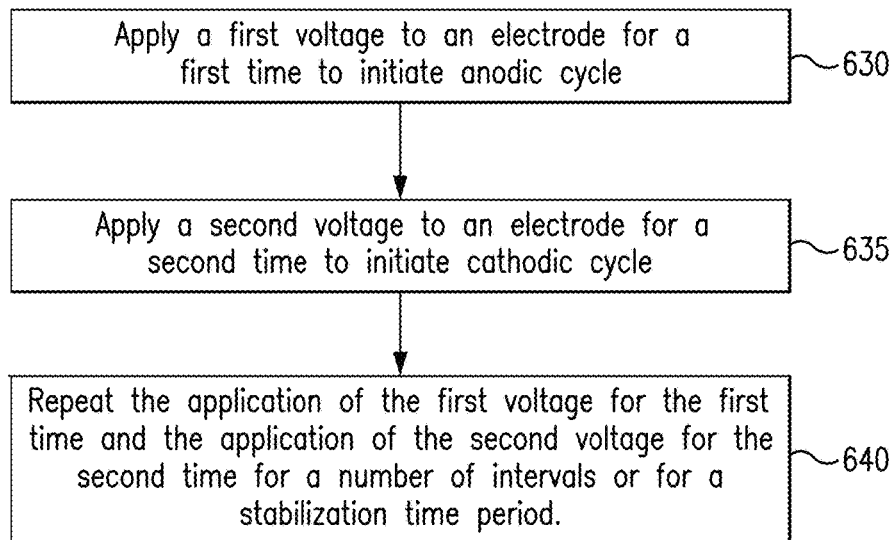 Apply a first voltage to an electrode for a
first time to initiate anodic cycle
630
Apply a second voltage to an electrode for a
second time to initiate cathodic cycle
635
Repeat the application of the first voltage for the first
time and the application of the second voltage for the
second time for a number of intervals or for a
stabilization time period.
640